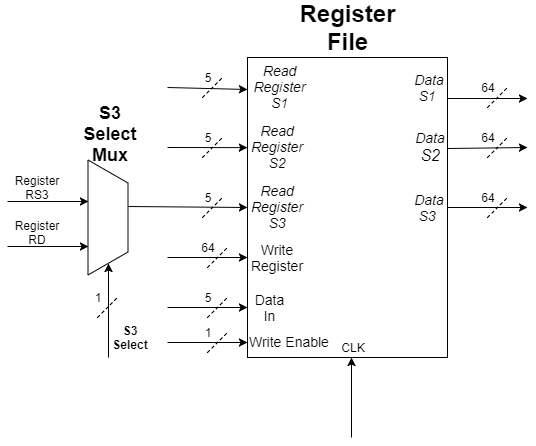 Register
File
S3
Select
Mux
Register
RS3
Register
RD
1
S3
Select
5
Read
Register
S1
5
Read
Register
S2
5
Read
Register
S3
64
Write
Register
5
Data
In
1
Write Enable
CLK
Data
S1
64
Data
S2
64
Data
S3
64